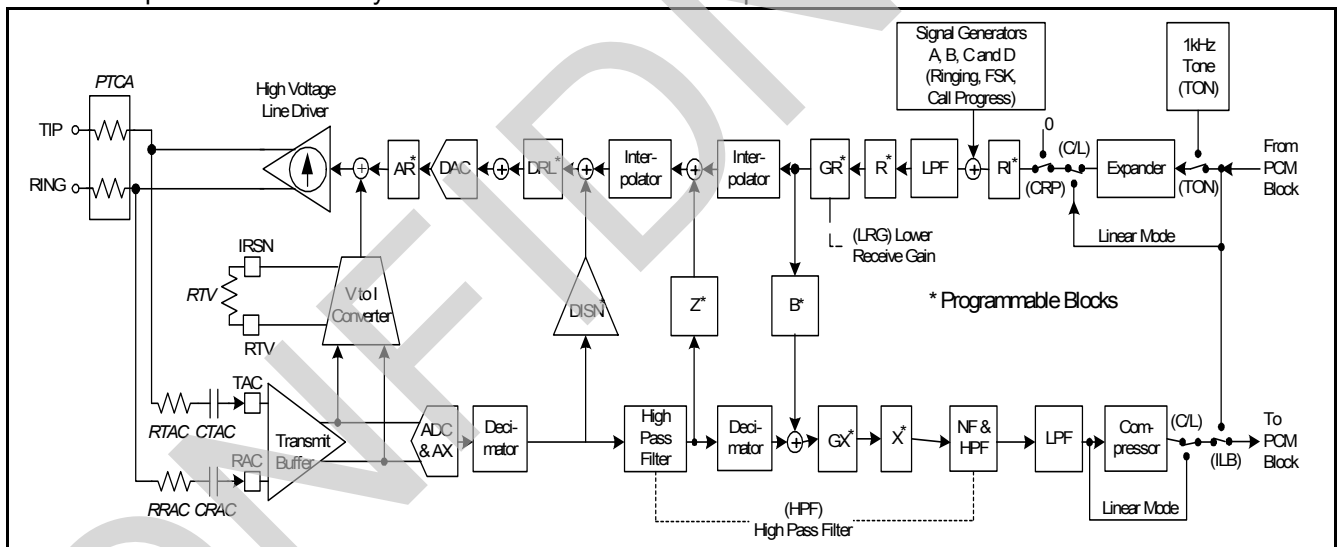 PTCA
TIP
RING
High Voltage
Line Driver
AR*
DAC
DRL*
Inter-
polator
Inter-
polator
GR*
R*
LPF
RI*
Signal Generators
A, B, C and D
(Ringing, FSK,
Call Progress)
0
(CRP)
(C/L)
Expander
1kHz
Tone
(TON)
(TON)
From
PCM
Block
Linear Mode
(LRG) Lower
Receive Gain
IRSN
RTV
RTV
V to I
Converter
DISN*
Z*
B*
* Programmable Blocks
TAC
RTAC CTAC
RAC
RRAC CRAC
Transmit
Buffer
ADC
& AX
Deci-
mator
High
Pass
Filter
Deci-
mator
GX*
X*
NF &
HPF
LPF
Com-
pressor
(C/L)
(ILB)
To
PCM
Block
Linear Mode
(HPF)
High Pass Filter
NFIDN